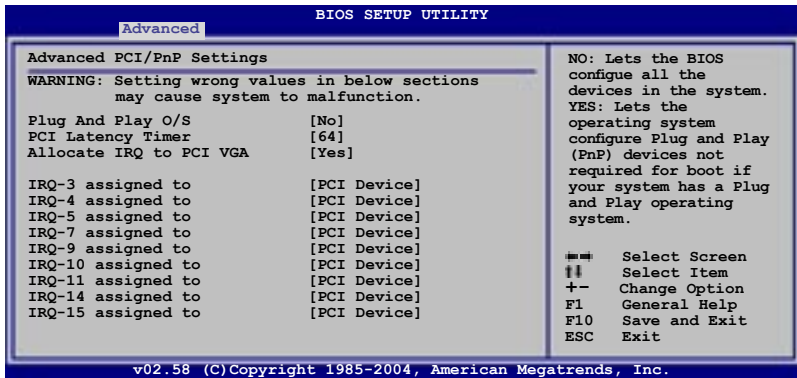 BIOS SETUP UTILITY
Advanced
Advanced PCI/PnP Settings
WARNING: Setting wrong values in below sections
may cause system to malfunction.
Plug And Play O/S [No]
PCI Latency Timer [64]
Allocate IRQ to PCI VGA [Yes]
IRQ-3 assigned to [PCI Device]
IRQ-4 assigned to [PCI Device]
IRQ-5 assigned to [PCI Device]
IRQ-7 assigned to [PCI Device]
IRQ-9 assigned to [PCI Device]
IRQ-10 assigned to [PCI Device]
IRQ-11 assigned to [PCI Device]
IRQ-14 assigned to [PCI Device]
IRQ-15 assigned to [PCI Device]
NO: Lets the BIOS
configue all the
devices in the system.
YES: Lets the
operating system
configure Plug and Play
(PnP) devices not
required for boot if
your system has a Plug
and Play operating
system.
Select Screen
Select Item
+- Change Option
F1 General Help
F10 Save and Exit
ESC Exit
v02.58 (C)Copyright 1985-2004, American Megatrends, Inc.